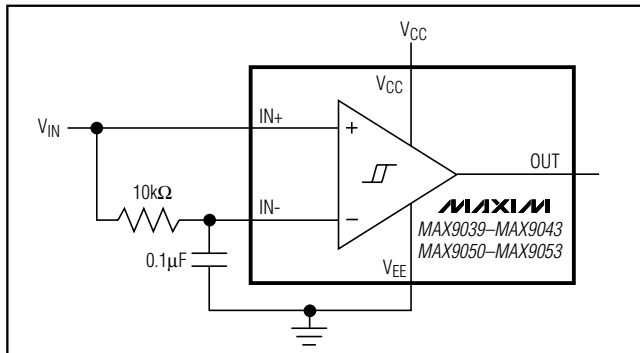 VCC
VCC
VIN
IN+
+
OUT
10kΩ
IN-
−
MAXIM
MAX9039–MAX9043
MAX9050–MAX9053
0.1µF
VEE